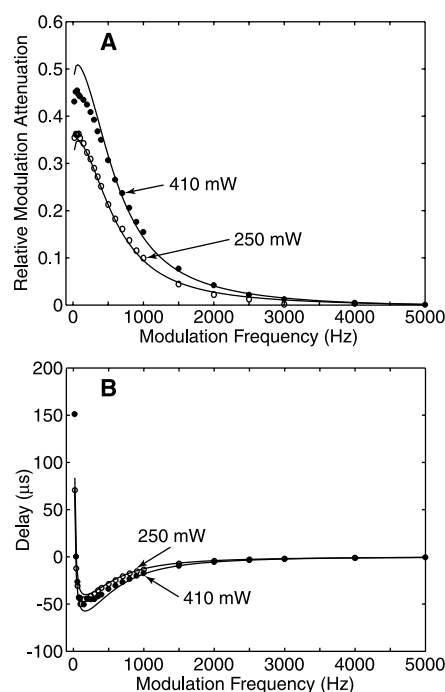 A
0.6
0.5
0.4
0.3
0.2
0.1
0
Relative Modulation Attenuation
410 mW
250 mW
0 1000 2000 3000 4000 5000
Modulation Frequency (Hz)
B
200
150
100
50
0
-50
-100
Delay (μs)
250 mW
410 mW
0 1000 2000 3000 4000 5000
Modulation Frequency (Hz)